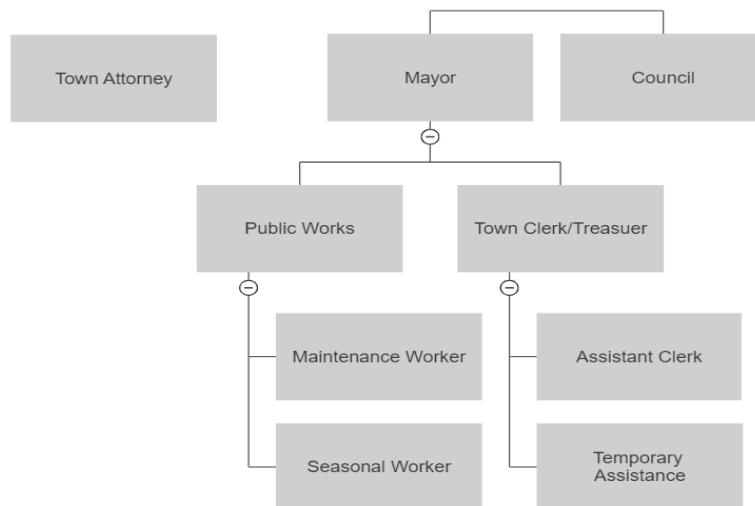 Town Attorney
Mayor
Council
Public Works
Town Clerk/Treasuer
Maintenance Worker
Assistant Clerk
Seasonal Worker
Temporary
Assistance